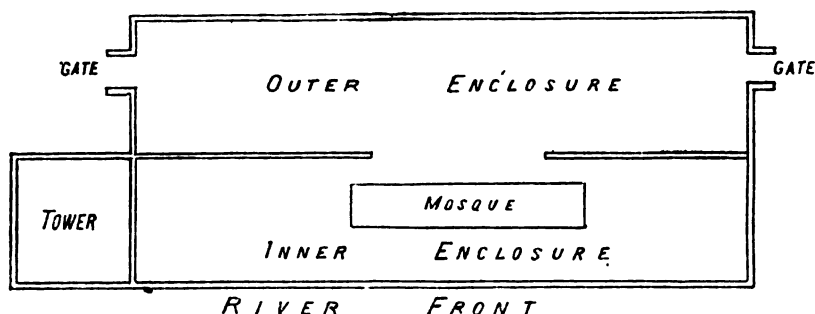 GATE
GATE
OUTER ENCLOSURE
MOSQUE
TOWER
INNER ENCLOSURE
RIVER FRONT